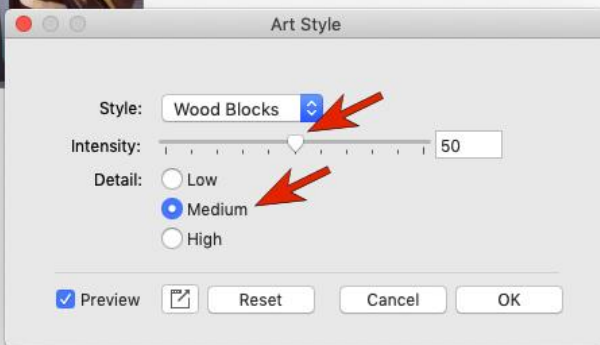 Art Style
Style: Wood Blocks
Intensity: 50
Detail: Low
Medium
High
Preview Reset Cancel OK